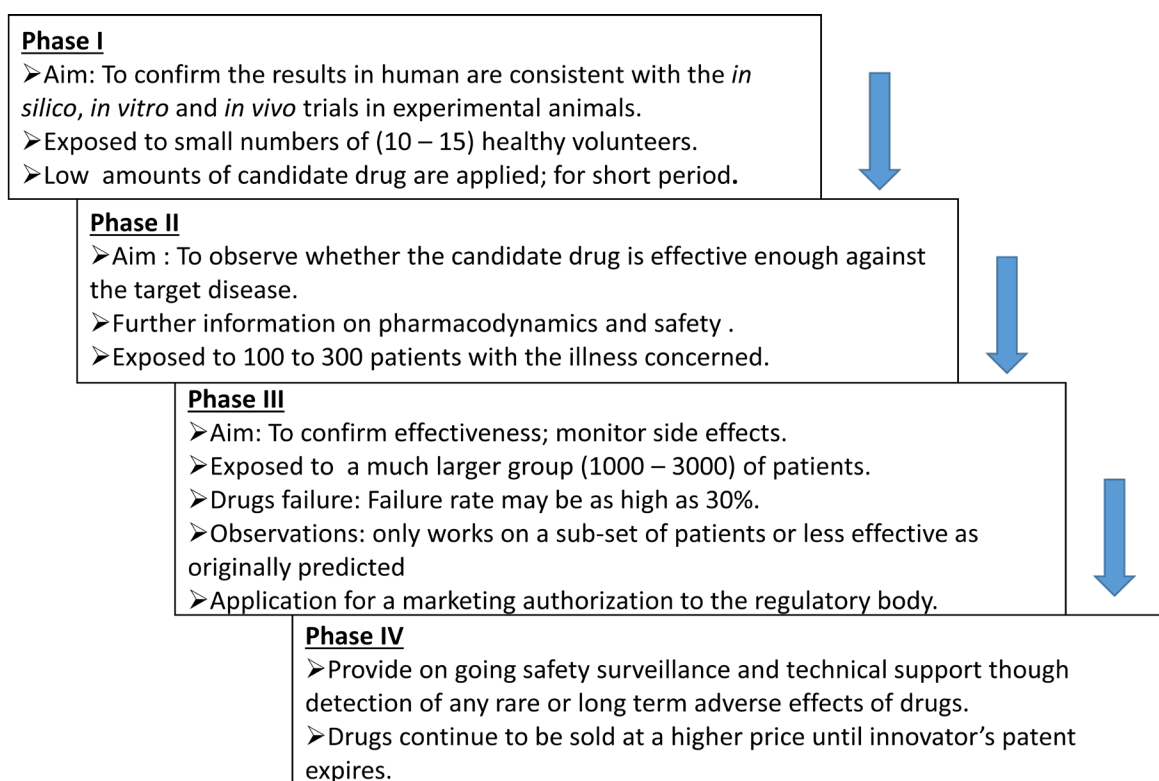 Phase I
➢Aim: To confirm the results in human are consistent with the in
silico, in vitro and in vivo trials in experimental animals.
➢Exposed to small numbers of (10 – 15) healthy volunteers.
➢Low  amounts of candidate drug are applied; for short period.
Phase II
➢Aim : To observe whether the candidate drug is effective enough against
the target disease.
➢Further information on pharmacodynamics and safety .
➢Exposed to 100 to 300 patients with the illness concerned.
Phase III
➢Aim: To confirm effectiveness; monitor side effects.
➢Exposed to  a much larger group (1000 – 3000) of patients.
➢Drugs failure: Failure rate may be as high as 30%.
➢Observations: only works on a sub-set of patients or less effective as
originally predicted
➢Application for a marketing authorization to the regulatory body.
Phase IV
➢Provide on going safety surveillance and technical support though
detection of any rare or long term adverse effects of drugs.
➢Drugs continue to be sold at a higher price until innovator’s patent
expires.